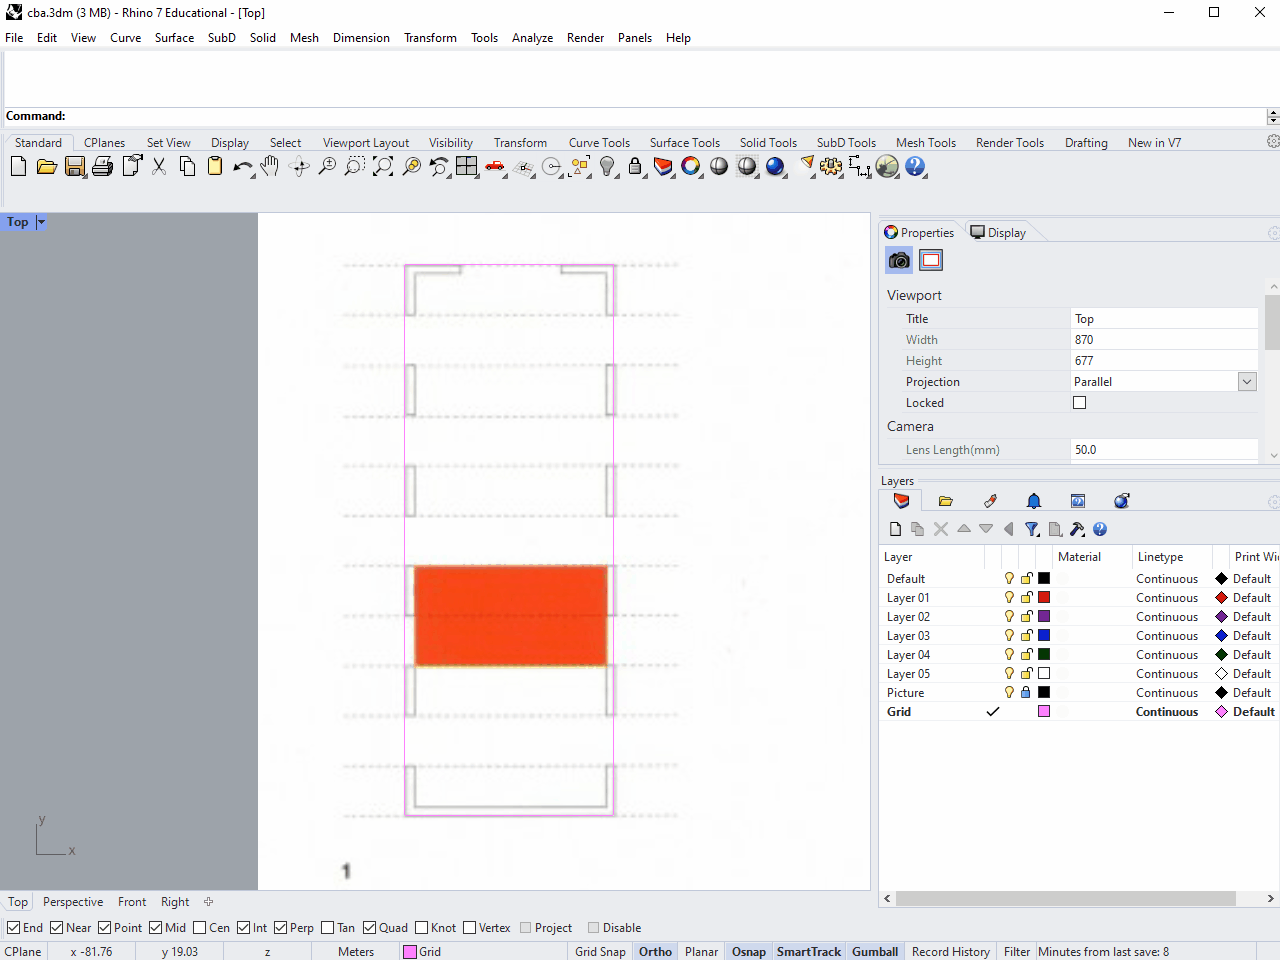 cba.3dm (3 MB) - Rhino 7 Educational - [Top]
File Edit View Curve Surface SubD Solid Mesh Dimension Transform Tools Analyze Render Panels Help
Command:
Standard CPlanes Set View Display Select Viewport Layout Visibility Transform Curve Tools Surface Tools Solid Tools SubD Tools Mesh Tools Render Tools Drafting New in V7
Top
Properties Display
Viewport
Title Top
Width 870
Height 677
Projection Parallel
Locked
Camera
Lens Length(mm) 50.0
Layers
Layer Material Linetype Print Wi
Default Continuous Default
Layer 01 Continuous Default
Layer 02 Continuous Default
Layer 03 Continuous Default
Layer 04 Continuous Default
Layer 05 Continuous Default
Picture Continuous Default
Grid Continuous Default
y
x
1
Top Perspective Front Right
End Near Point Mid Cen Int Perp Tan Quad Knot Vertex Project Disable
CPlane x -81.76 y 19.03 z Meters Grid Grid Snap Ortho Planar Osnap SmartTrack Gumball Record History Filter Minutes from last save: 8